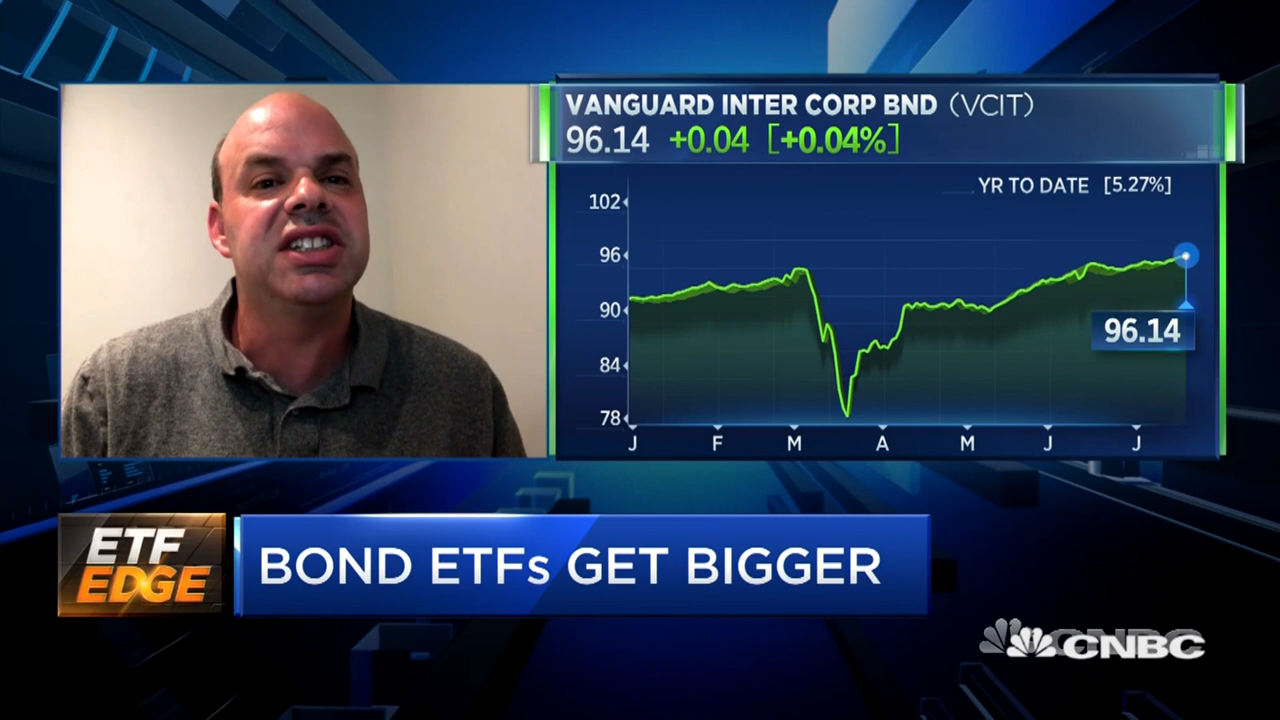 VANGUARD INTER CORP BND (VCIT)
96.14 +0.04 [+0.04%]
YR TO DATE [5.27%]
102
96
90
84
78
96.14
J F M A M J J
ETF
EDGE
BOND ETFs GET BIGGER
CNBC
CNBC